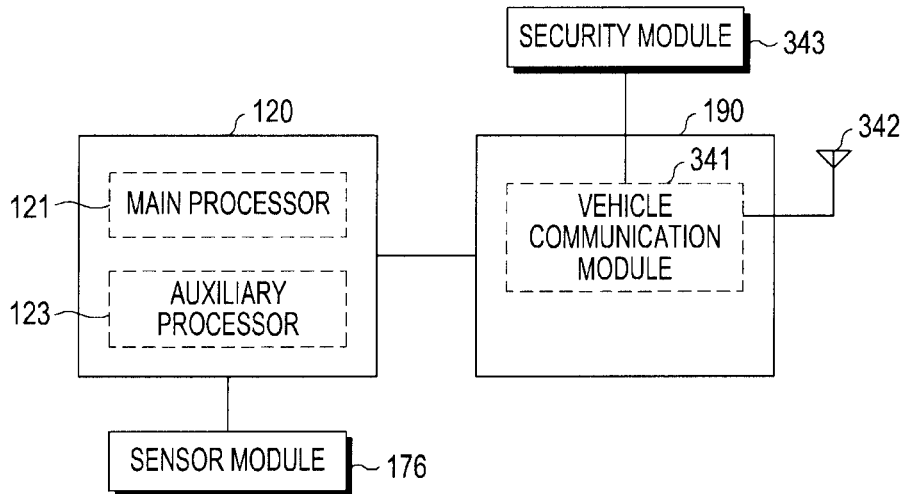 SECURITY MODULE
343
120
190
342
341
121
MAIN PROCESSOR
VEHICLE
COMMUNICATION
MODULE
123
AUXILIARY
PROCESSOR
SENSOR MODULE
176